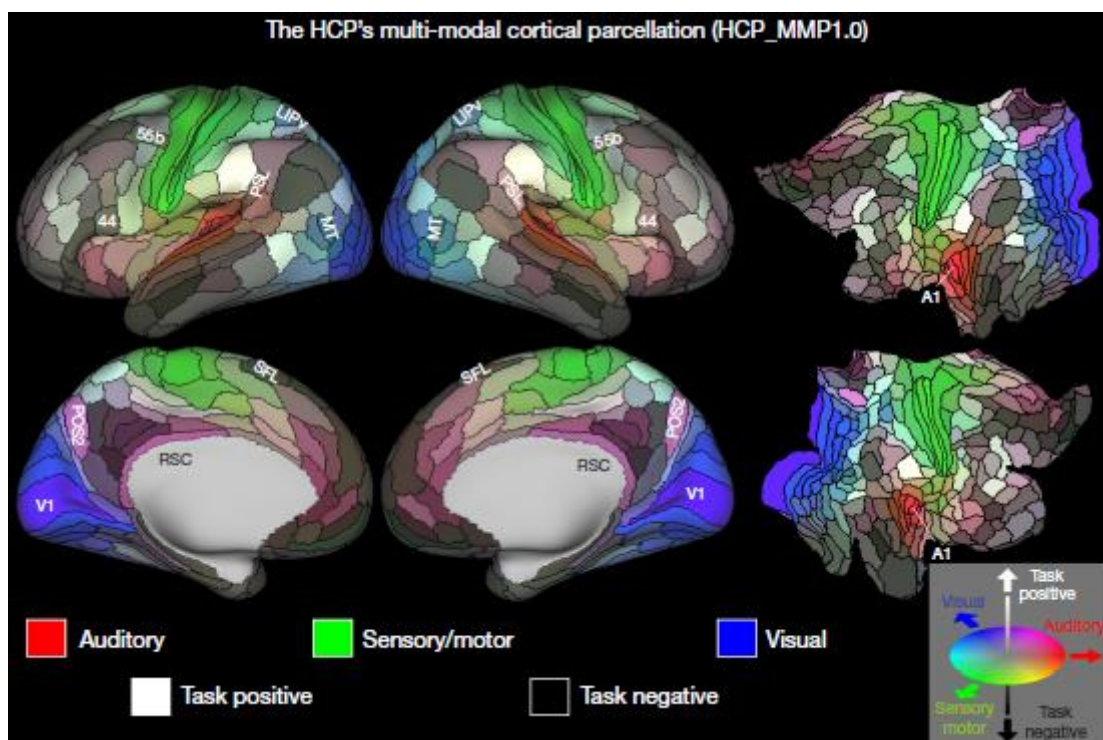 The HCP's multi-modal cortical parcellation (HCP_MMP1.0)
55b
LIPv
PSL
44
MT
LIPv
55b
PSL
44
MT
A1
SFL
POS2
RSC
V1
SFL
POS2
RSC
V1
A1
Auditory
Sensory/motor
Visual
Task positive
Task negative
Task
positive
Visual
Auditory
Sensory
motor
Task
negative